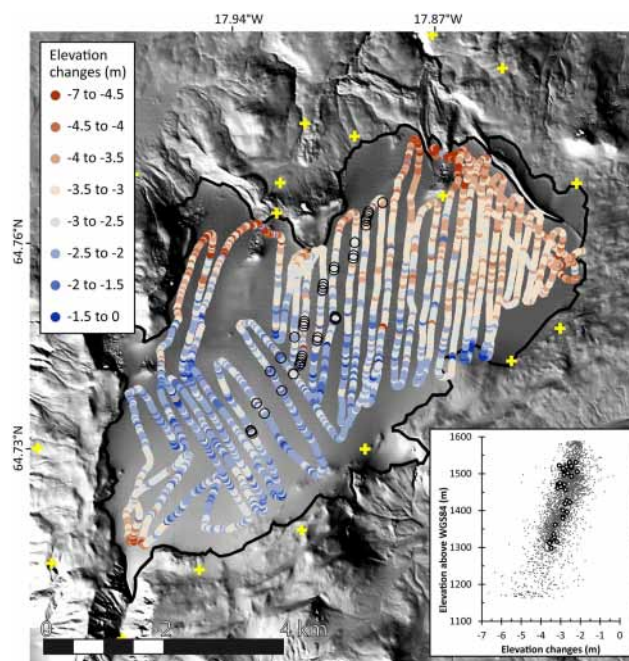 17.94°W 17.87°W
Elevation
changes (m)
-7 to -4.5
-4.5 to -4
-4 to -3.5
-3.5 to -3
-3 to -2.5
-2.5 to -2
-2 to -1.5
-1.5 to 0
64.76°N
64.73°N
0 2 4 km
1600
1500
1400
1300
1200
1100
Elevation above WGS84 (m)
-7 -6 -5 -4 -3 -2 -1 0
Elevation changes (m)